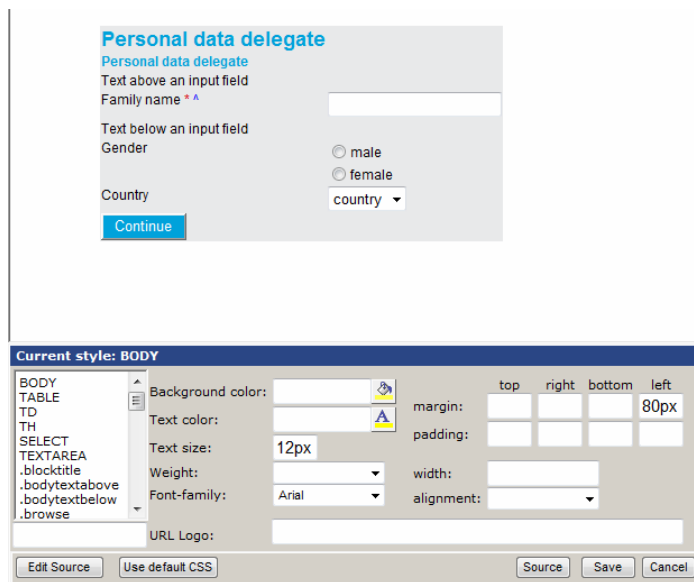 Personal data delegate
Personal data delegate
Text above an input field
Family name * A
Text below an input field
Gender
male
female
Country
country
Continue
Current style: BODY
BODY
TABLE
TD
TH
SELECT
TEXTAREA
.blocktitle
.bodytextabove
.bodytextbelow
.browse
Background color:
Text color:
A
Text size:
12px
Weight:
Font-family:
Arial
URL Logo:
top right bottom left
margin:
80px
padding:
width:
alignment:
Edit Source
Use default CSS
Source
Save
Cancel